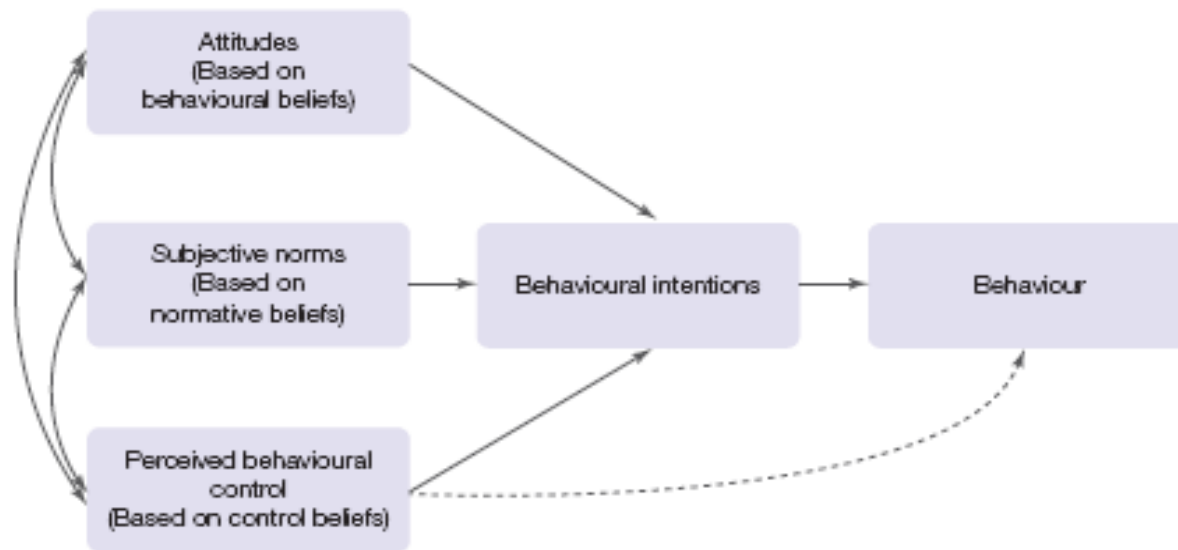 Attitudes
(Based on
behavioural beliefs)
Subjective norms
(Based on
normative beliefs)
Behavioural intentions
Behaviour
Perceived behavioural
control
(Based on control beliefs)